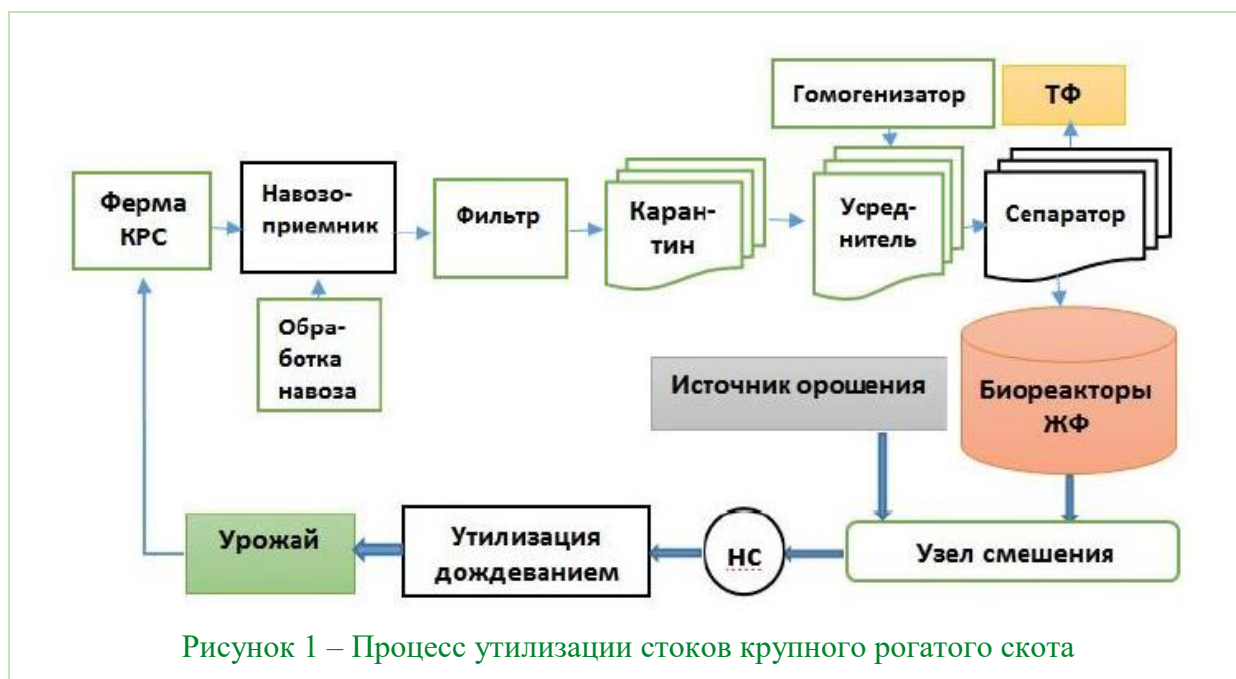 Гомогенизатор
ТФ
Ферма
КРС
Навозо-
приемник
Фильтр
Каран-
тин
Усред-
нитель
Сепаратор
Обра-
ботка
навоза
Источник орошения
Биореакторы
ЖФ
Урожай
Утилизация
дождеванием
нс
Узел смешения
Рисунок 1 – Процесс утилизации стоков крупного рогатого скота